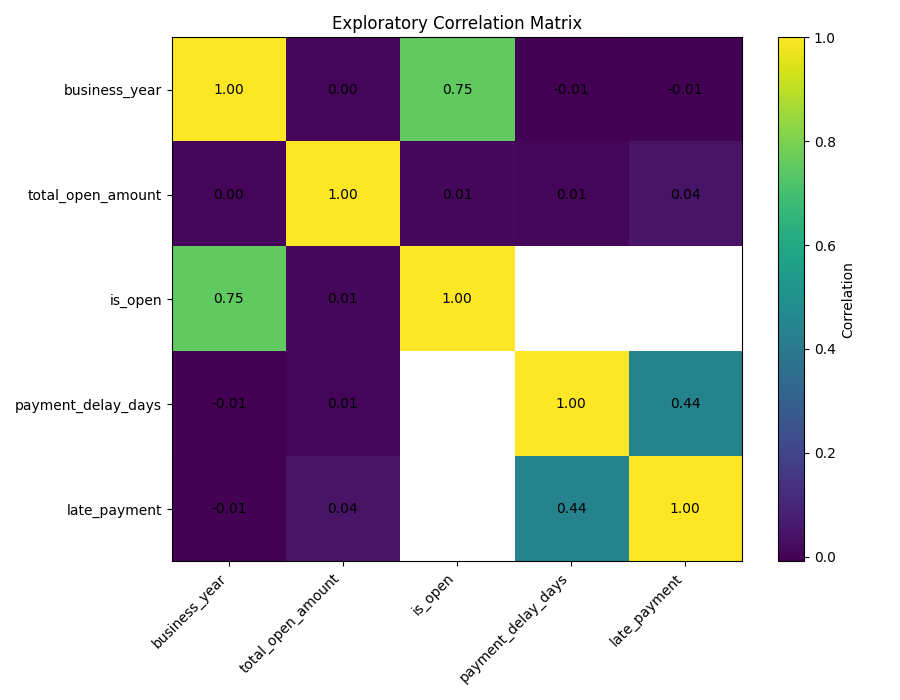 Exploratory Correlation Matrix
business_year
1.00
0.00
0.75
-0.01
-0.01
total_open_amount
0.00
1.00
0.01
0.01
0.04
is_open
0.75
0.01
1.00
payment_delay_days
-0.01
0.01
1.00
0.44
late_payment
-0.01
0.04
0.44
1.00
business_year
total_open_amount
is_open
payment_delay_days
late_payment
1.0
0.8
0.6
0.4
0.2
0.0
Correlation